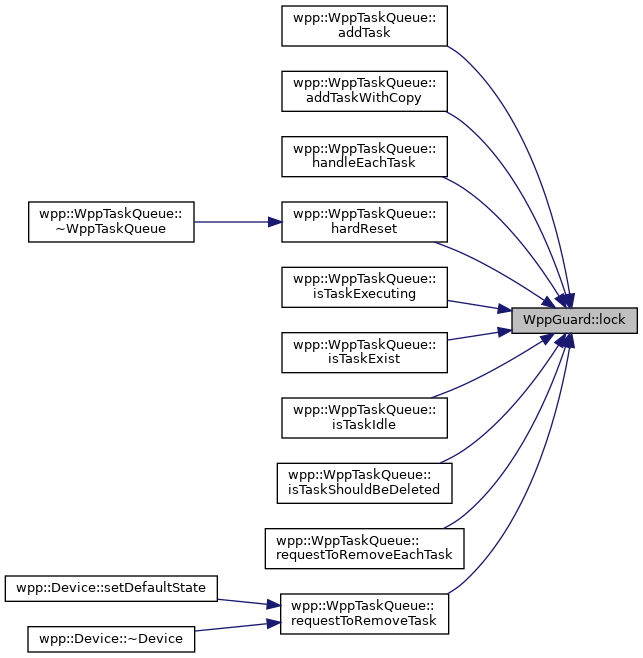 wpp::WppTaskQueue::
addTask
wpp::WppTaskQueue::
addTaskWithCopy
wpp::WppTaskQueue::
handleEachTask
wpp::WppTaskQueue::
~WppTaskQueue
wpp::WppTaskQueue::
hardReset
wpp::WppTaskQueue::
isTaskExecuting
WppGuard::lock
wpp::WppTaskQueue::
isTaskExist
wpp::WppTaskQueue::
isTaskIdle
wpp::WppTaskQueue::
isTaskShouldBeDeleted
wpp::WppTaskQueue::
requestToRemoveEachTask
wpp::Device::setDefaultState
wpp::WppTaskQueue::
requestToRemoveTask
wpp::Device::~Device